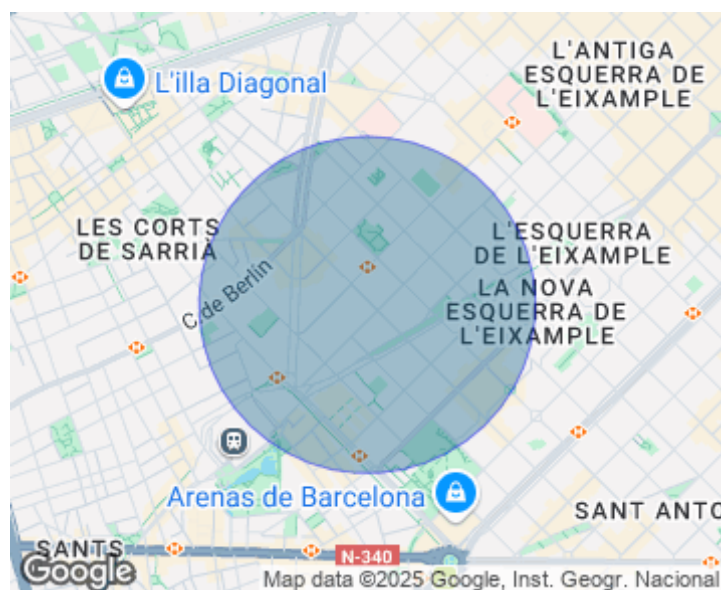 L'ANTIGA
ESQUERRA DE
L'EIXAMPLE
L'illa Diagonal
LES CORTS
DE SARRIÀ
L'ESQUERRA
DE L'EIXAMPLE
C. de Berlín
LA NOVA
ESQUERRA DE
L'EIXAMPLE
Arenas de Barcelona
SANT ANTO
SANTS
N-340
Google
Map data ©2025 Google, Inst. Geogr. Nacional